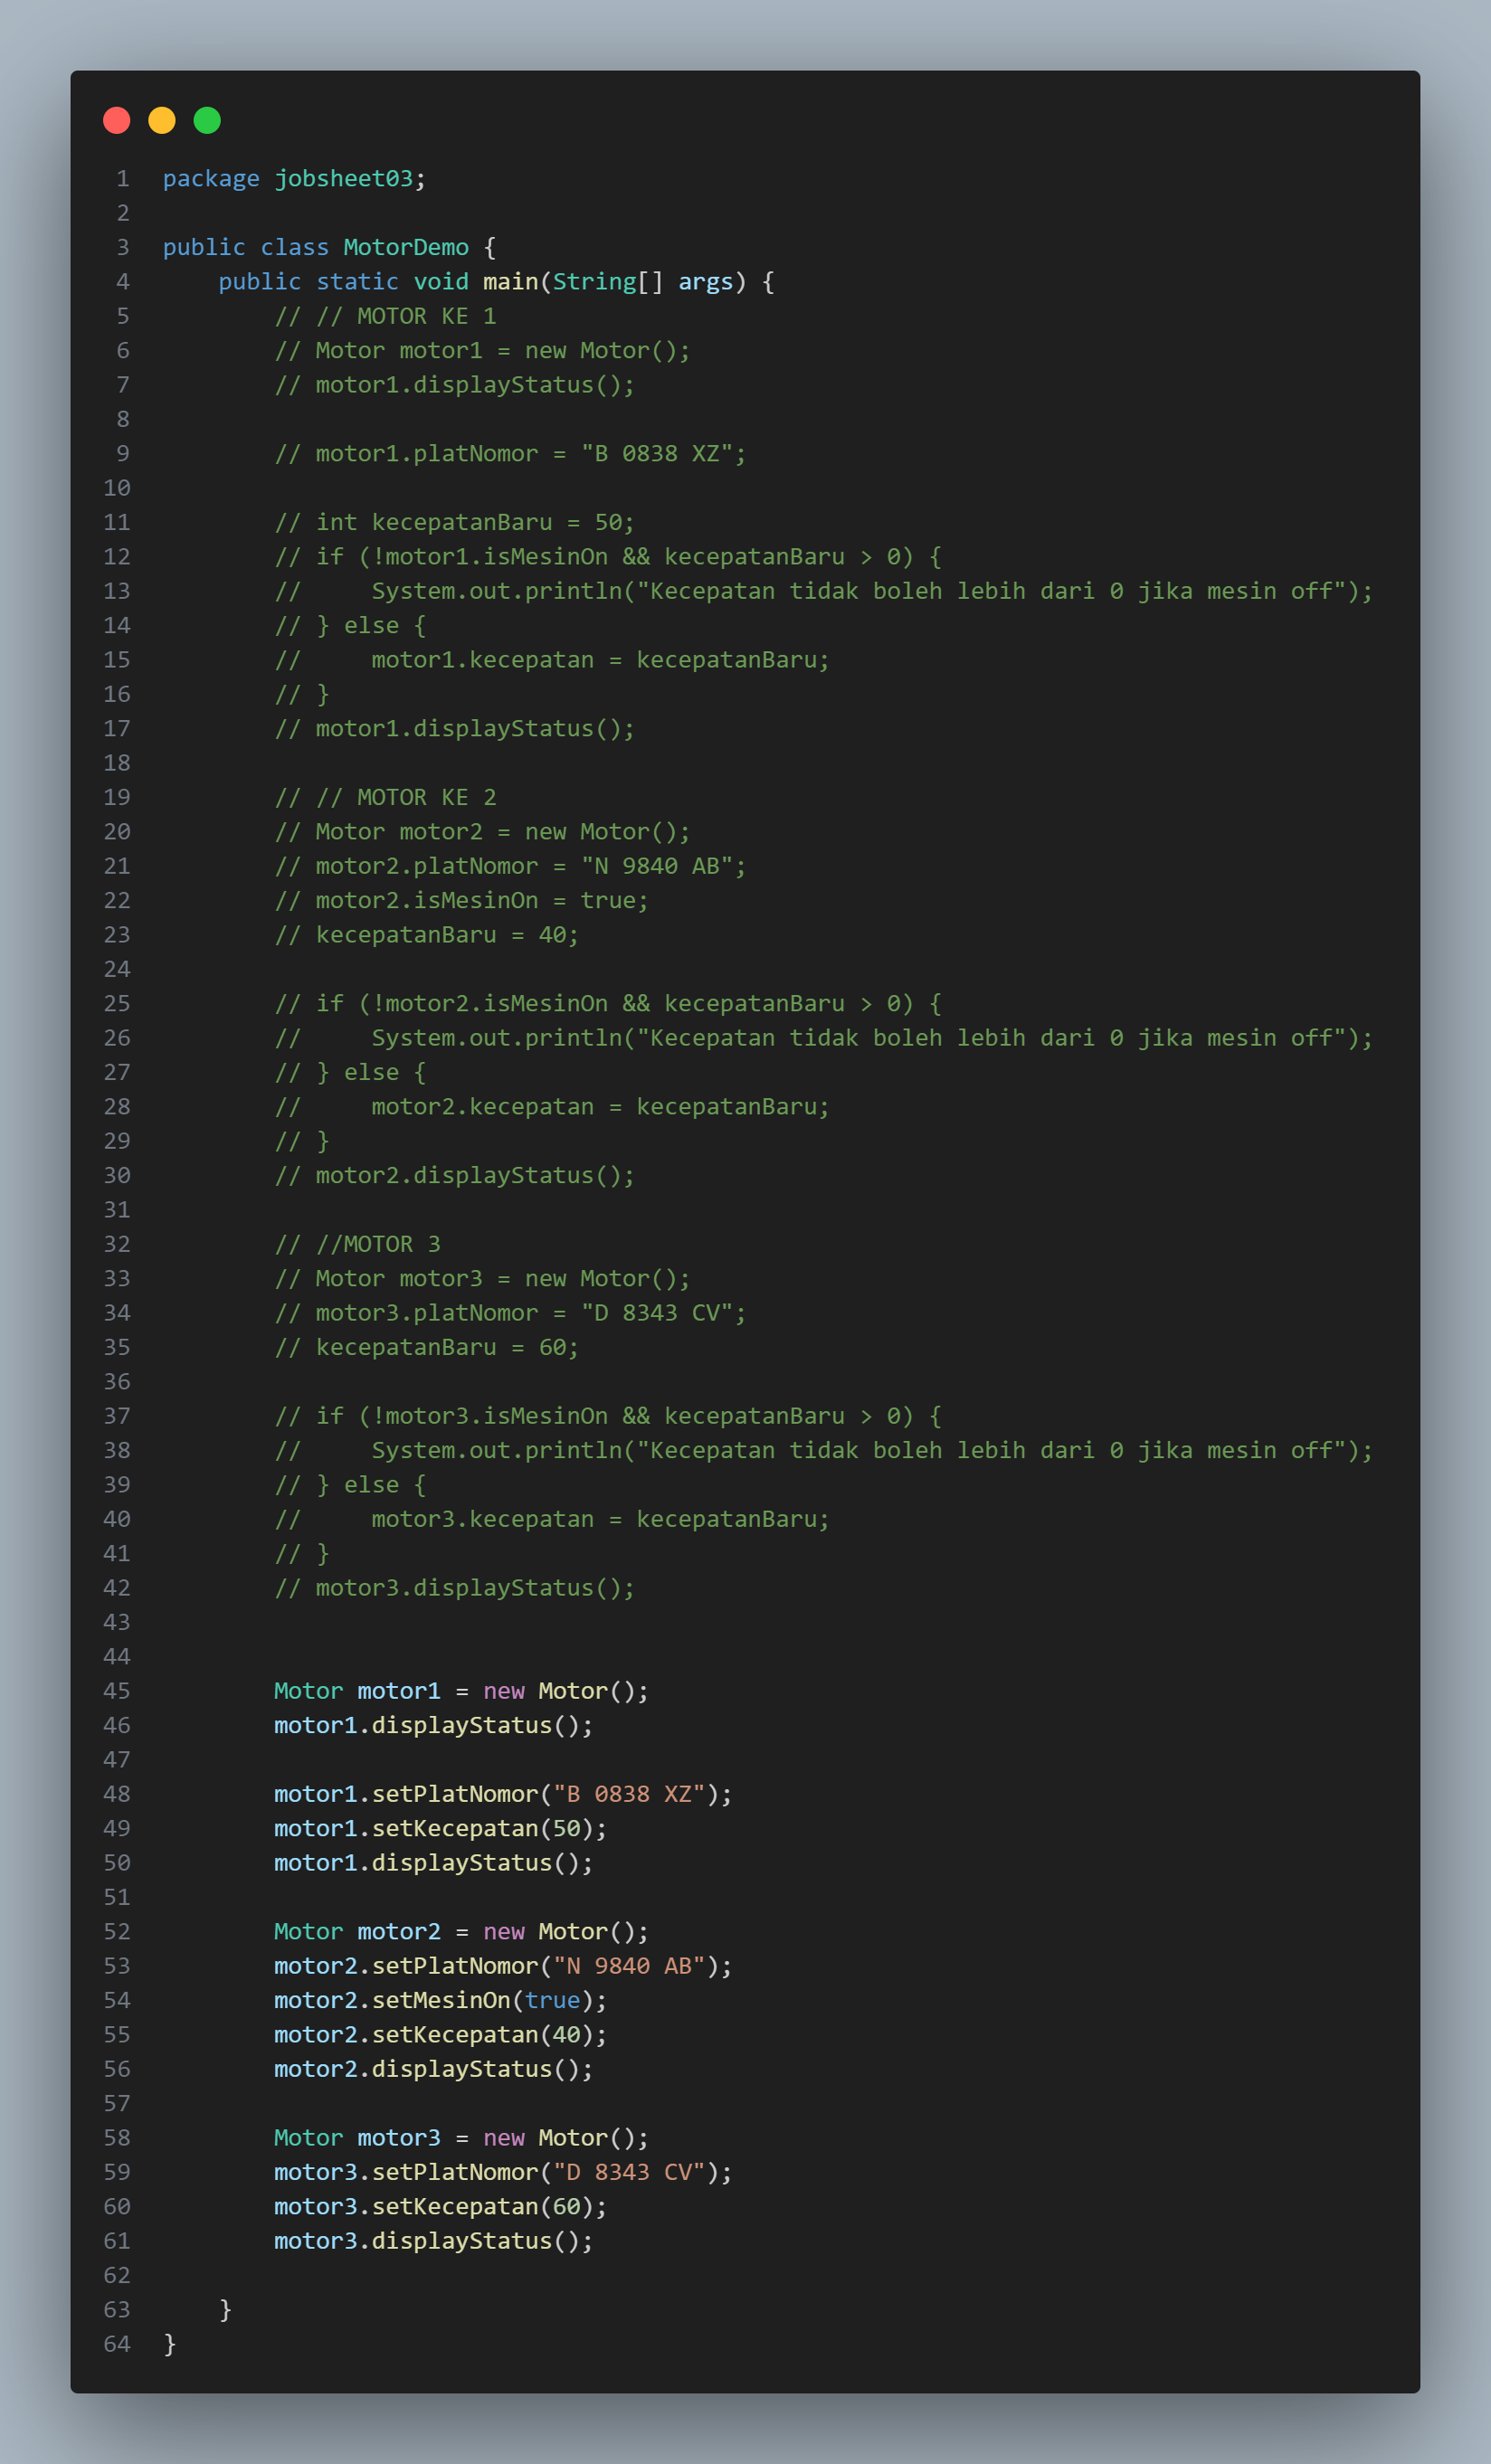 1 package jobsheet03;
2
3 public class MotorDemo {
4     public static void main(String[] args) {
5         // // MOTOR KE 1
6         // Motor motor1 = new Motor();
7         // motor1.displayStatus();
8
9         // motor1.platNomor = "B 0838 XZ";
10
11         // int kecepatanBaru = 50;
12         // if (!motor1.isMesinOn && kecepatanBaru > 0) {
13         //     System.out.println("Kecepatan tidak boleh lebih dari 0 jika mesin off");
14         // } else {
15         //     motor1.kecepatan = kecepatanBaru;
16         // }
17         // motor1.displayStatus();
18
19         // // MOTOR KE 2
20         // Motor motor2 = new Motor();
21         // motor2.platNomor = "N 9840 AB";
22         // motor2.isMesinOn = true;
23         // kecepatanBaru = 40;
24
25         // if (!motor2.isMesinOn && kecepatanBaru > 0) {
26         //     System.out.println("Kecepatan tidak boleh lebih dari 0 jika mesin off");
27         // } else {
28         //     motor2.kecepatan = kecepatanBaru;
29         // }
30         // motor2.displayStatus();
31
32         // //MOTOR 3
33         // Motor motor3 = new Motor();
34         // motor3.platNomor = "D 8343 CV";
35         // kecepatanBaru = 60;
36
37         // if (!motor3.isMesinOn && kecepatanBaru > 0) {
38         //     System.out.println("Kecepatan tidak boleh lebih dari 0 jika mesin off");
39         // } else {
40         //     motor3.kecepatan = kecepatanBaru;
41         // }
42         // motor3.displayStatus();
43
44
45         Motor motor1 = new Motor();
46         motor1.displayStatus();
47
48         motor1.setPlatNomor("B 0838 XZ");
49         motor1.setKecepatan(50);
50         motor1.displayStatus();
51
52         Motor motor2 = new Motor();
53         motor2.setPlatNomor("N 9840 AB");
54         motor2.setMesinOn(true);
55         motor2.setKecepatan(40);
56         motor2.displayStatus();
57
58         Motor motor3 = new Motor();
59         motor3.setPlatNomor("D 8343 CV");
60         motor3.setKecepatan(60);
61         motor3.displayStatus();
62
63     }
64 }